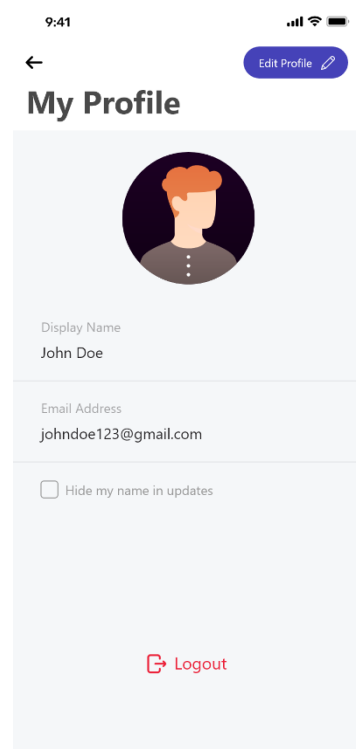 9:41
Edit Profile
My Profile
Display Name
John Doe
Email Address
johndoe123@gmail.com
Hide my name in updates
Logout